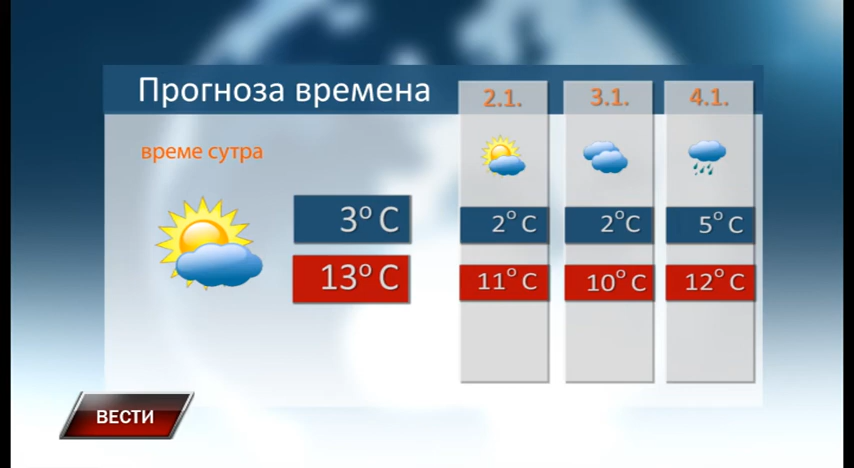 Прогноза времена
време сутра
3° C
13° C
2.1.
3.1.
4.1.
2° C
2°C
5° C
11° C
10° C
12° C
ВЕСТИ